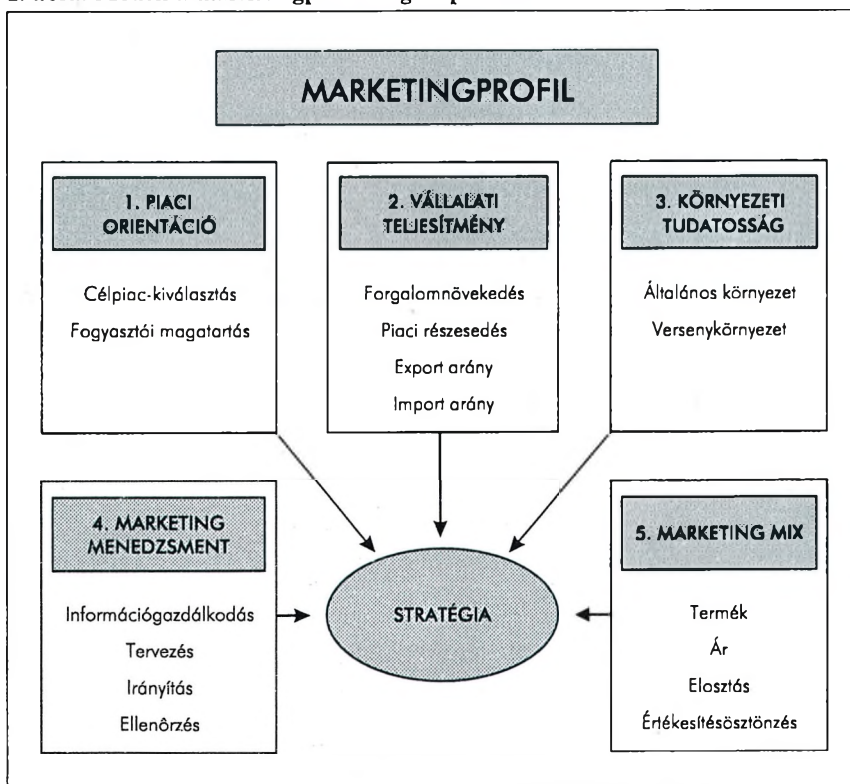 MARKETINGPROFIL
1. PIACI
ORIENTÁCIÓ
Célpiac-kiválasztás
Fogyasztói magatartás
2. VÁLLALATI
TELJESÍTMÉNY
Forgalomnövekedés
Piaci részesedés
Export arány
Import arány
3. KÖRNYEZETI
TUDATOSSÁG
Általános környezet
Versenykörnyezet
4. MARKETING
MENEDZSMENT
Információgazdálkodás
Tervezés
Irányítás
Ellenôrzés
STRATÉGIA
5. MARKETING MIX
Termék
Ár
Elosztás
Értékesítésösztönzés